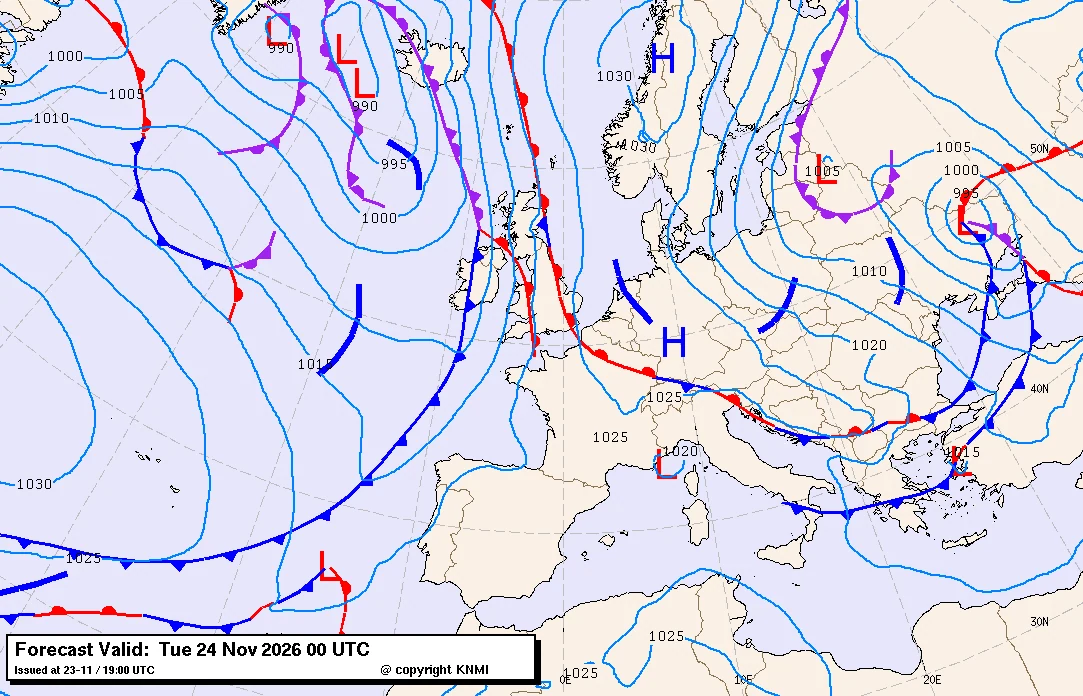 L
990
L
L
990
H
1030
1000
1005
1010
1030
50N
995
1005
1000
995
L
1005
L
1000
1010
1015
1020
H
40N
1025
1025
1020
L
1015
L
1030
1025
L
30N
1025
1025
0E
10E
20E
Forecast Valid: Tue 24 Nov 2026 00 UTC
Issued at 23-11 / 19:00 UTC
@ copyright KNMI